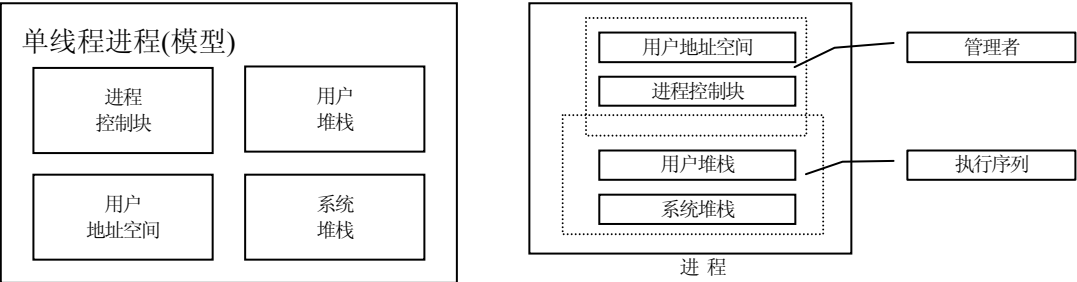 单线程进程(模型)
进程
控制块
用户
堆栈
用户
地址空间
系统
堆栈
用户地址空间
进程控制块
用户堆栈
系统堆栈
管理者
执行序列
进 程